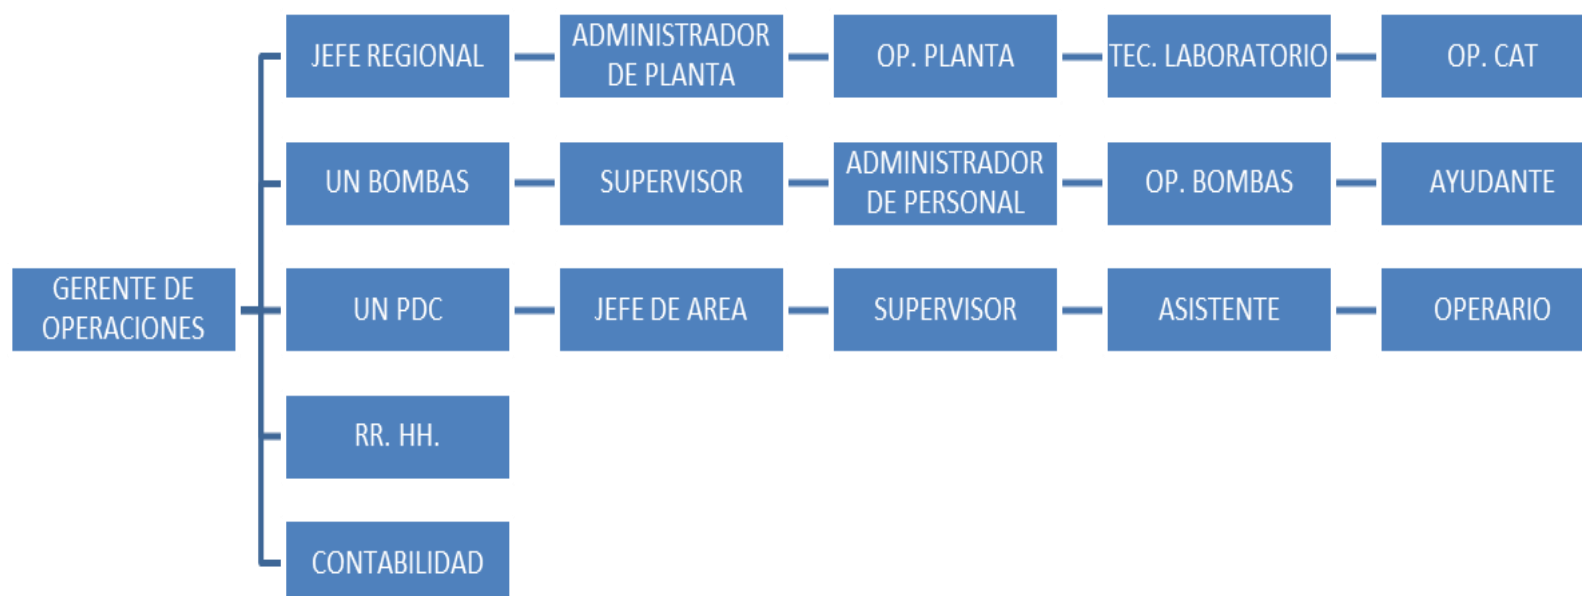 JEFE REGIONAL
ADMINISTRADOR
DE PLANTA
OP. PLANTA
TEC. LABORATORIO
OP. CAT
UN BOMBAS
SUPERVISOR
ADMINISTRADOR
DE PERSONAL
OP. BOMBAS
AYUDANTE
GERENTE DE
OPERACIONES
UN PDC
JEFE DE AREA
SUPERVISOR
ASISTENTE
OPERARIO
RR. HH.
CONTABILIDAD